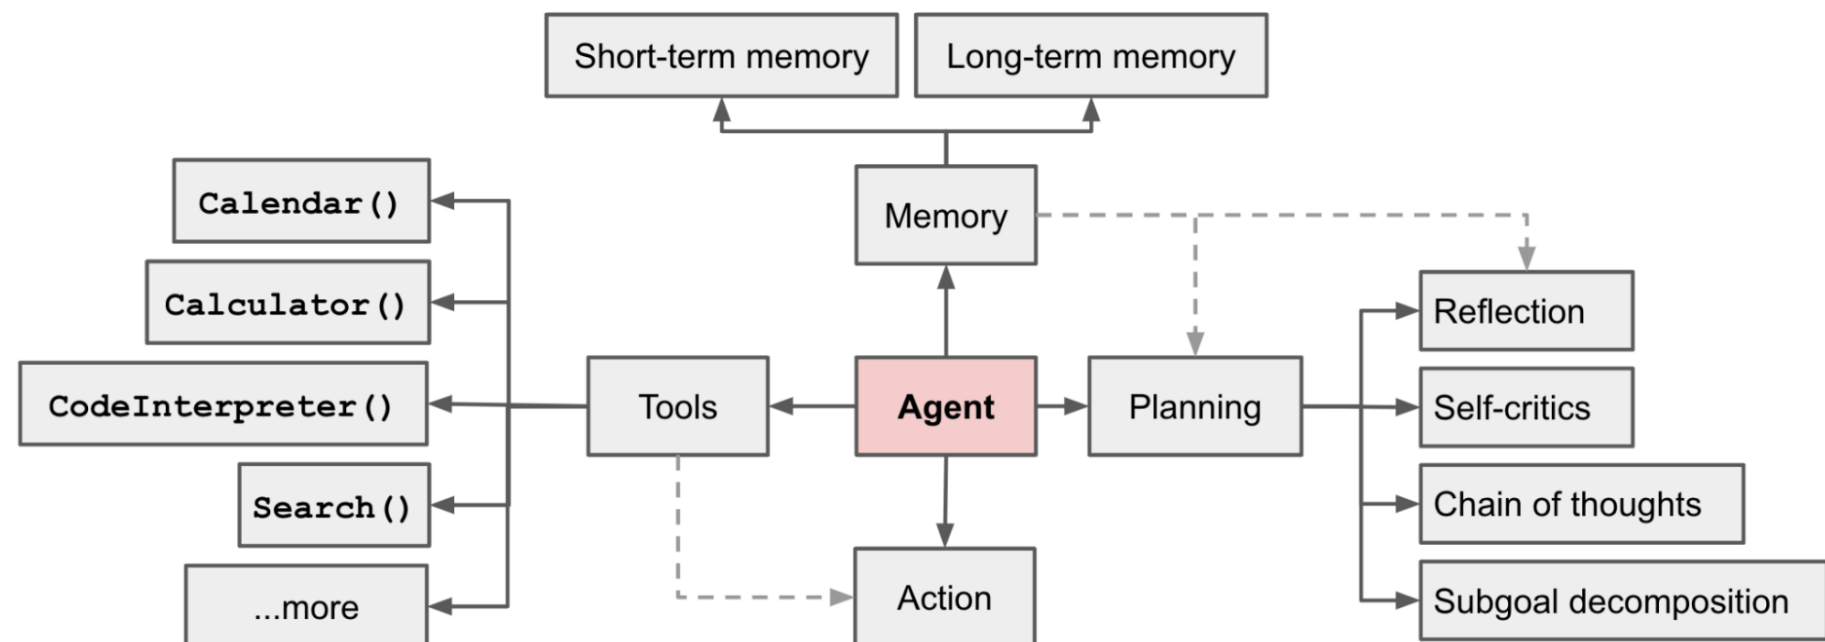 Short-term memory
Long-term memory
Calendar()
Memory
Calculator()
Reflection
CodeInterpreter()
Tools
Agent
Planning
Self-critics
Search()
Chain of thoughts
...more
Action
Subgoal decomposition